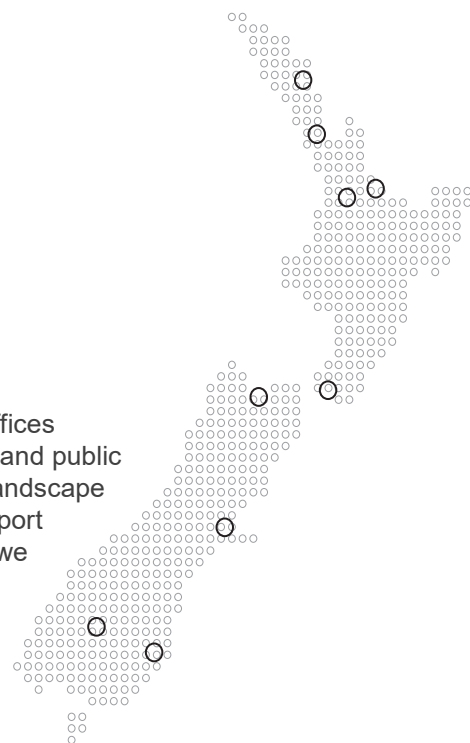 ffices
and public
andscape
port
we